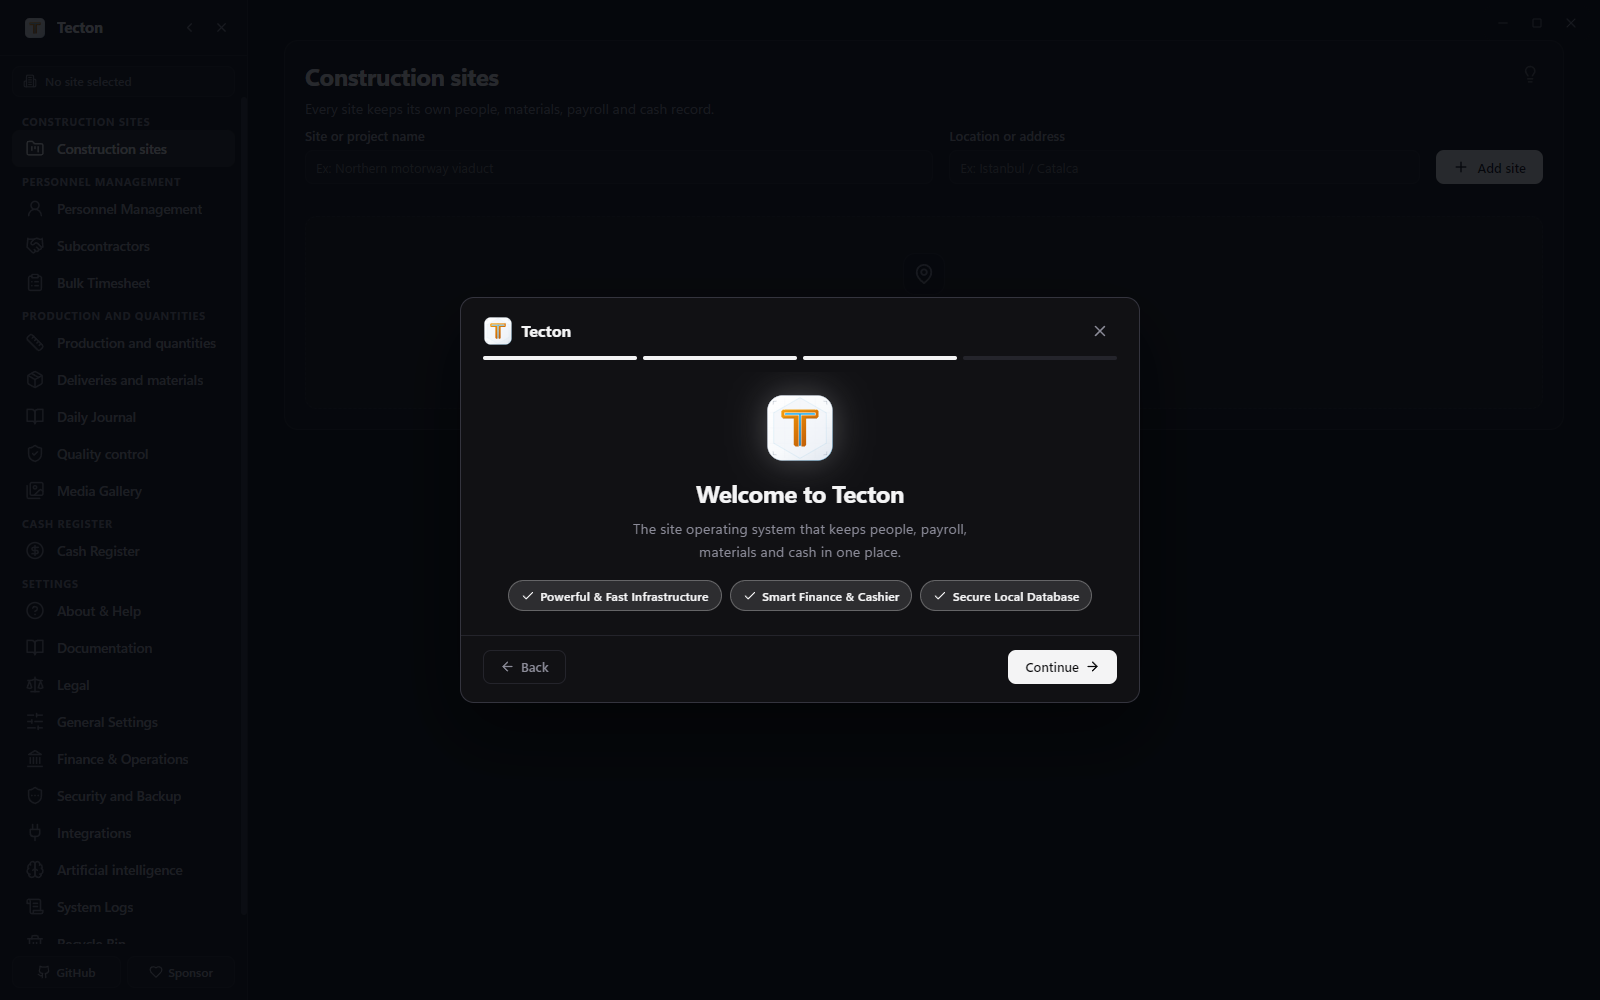 Tecton
No site selected
CONSTRUCTION SITES
Construction sites
PERSONNEL MANAGEMENT
Personnel Management
Subcontractors
Bulk Timesheet
PRODUCTION AND QUANTITIES
Production and quantities
Deliveries and materials
Daily Journal
Quality control
Media Gallery
CASH REGISTER
Cash Register
SETTINGS
About & Help
Documentation
Legal
General Settings
Finance & Operations
Security and Backup
Integrations
Artificial intelligence
System Logs
Recycle Bin
GitHub
Sponsor
Construction sites
Every site keeps its own people, materials, payroll and cash record.
Site or project name
Location or address
Ex: Northern motorway viaduct
Ex: Istanbul / Catalca
Add site
Tecton
Welcome to Tecton
The site operating system that keeps people, payroll,
materials and cash in one place.
Powerful & Fast Infrastructure
Smart Finance & Cashier
Secure Local Database
Back
Continue